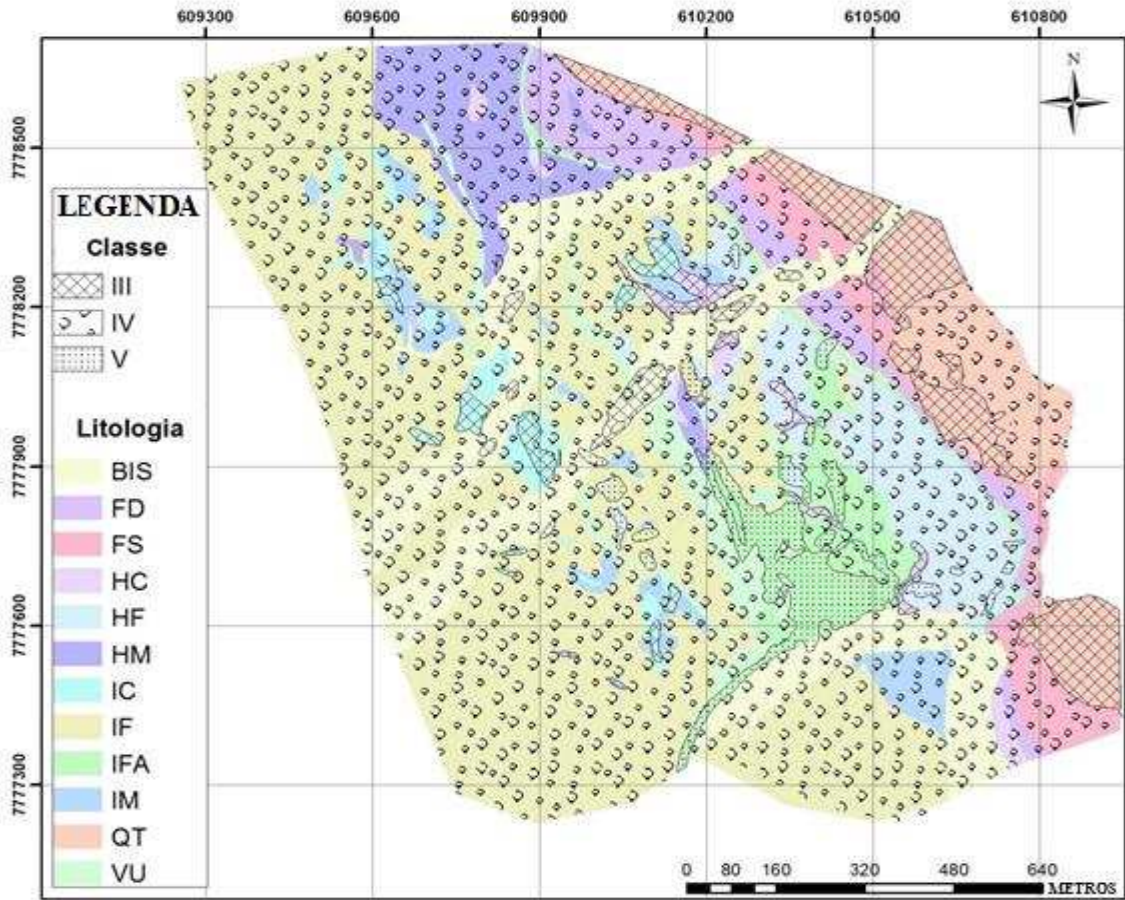 609300 609600 609900 610200 610500 610800
N
7778500
7778200
7777900
7777600
7777300
LEGENDA
Classe
III
IV
V
Litologia
BIS
FD
FS
HC
HF
HM
IC
IF
IFA
IM
QT
VU
0 80 160 320 480 640
METROS